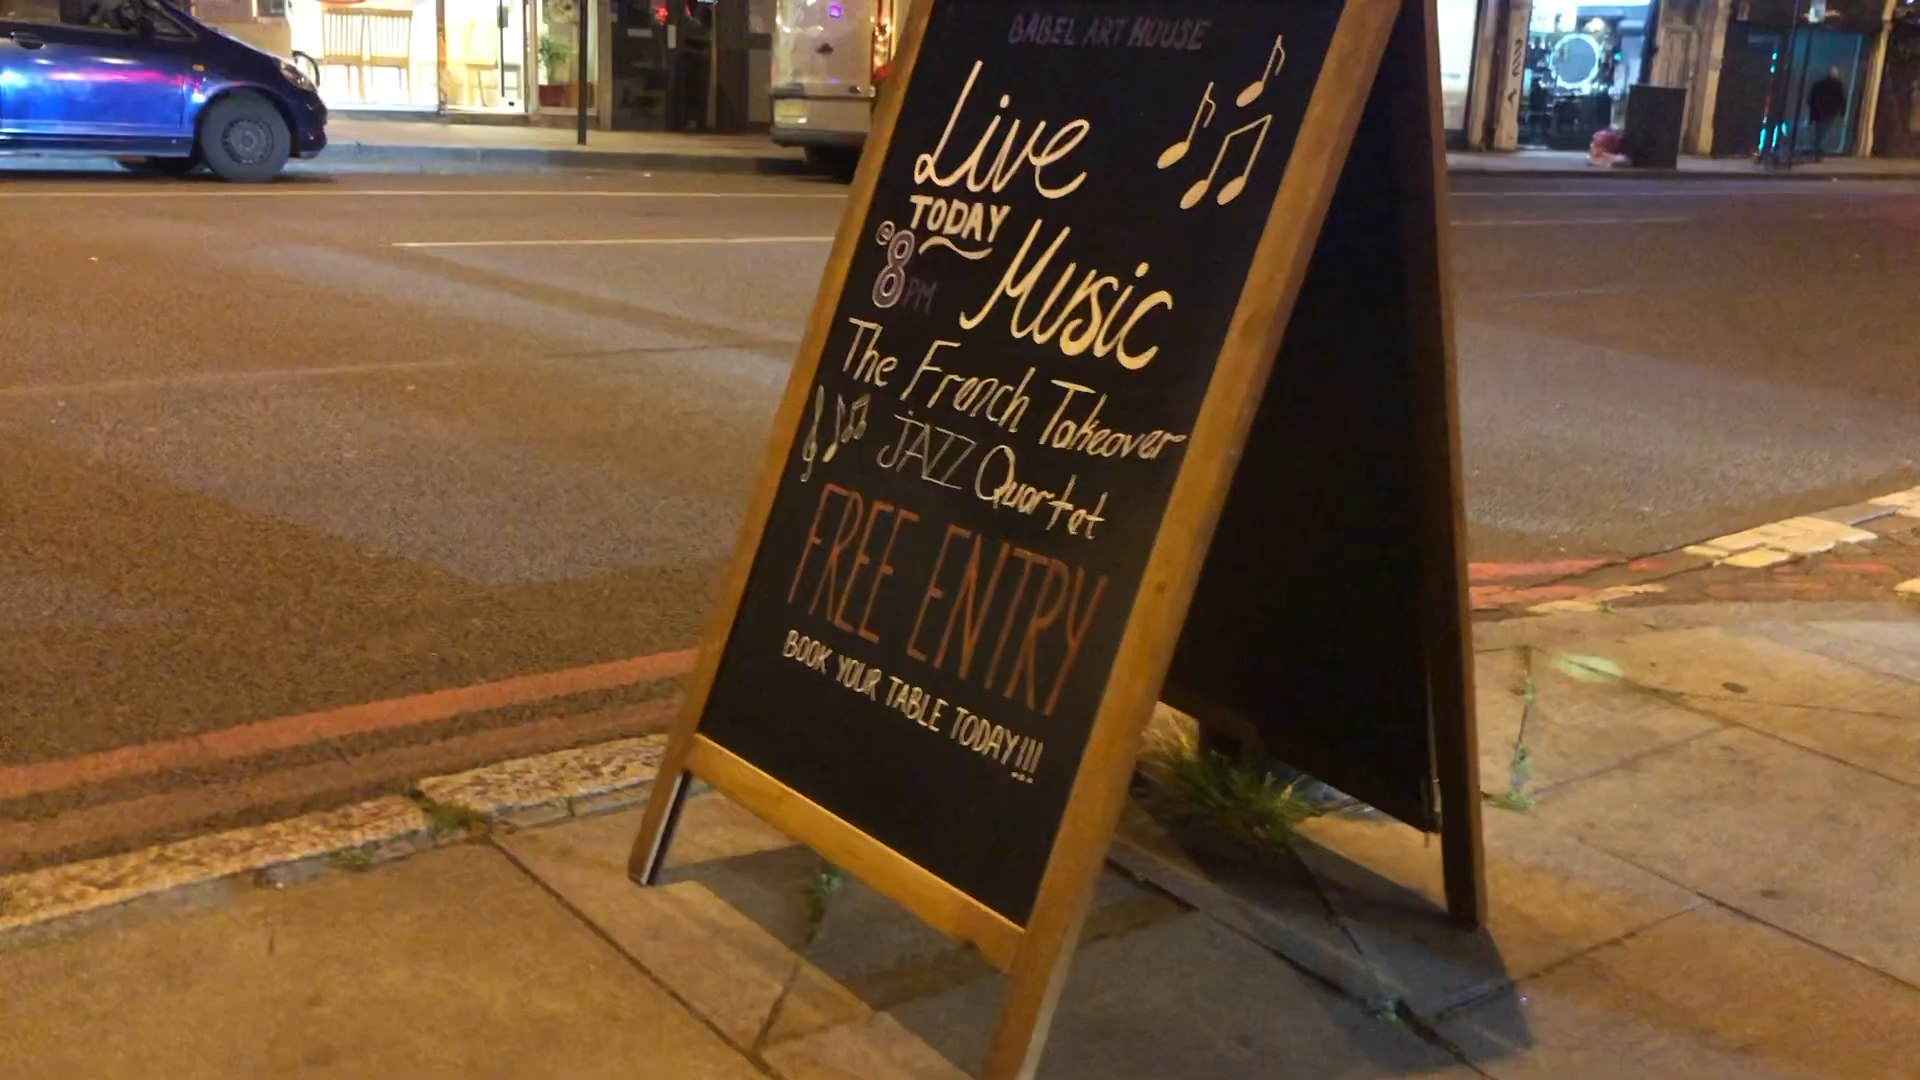 BABEL ART HOUSE
Live
TODAY
@8PM
Music
The French Takeover
JAZZ Quartet
FREE ENTRY
BOOK YOUR TABLE TODAY!!!